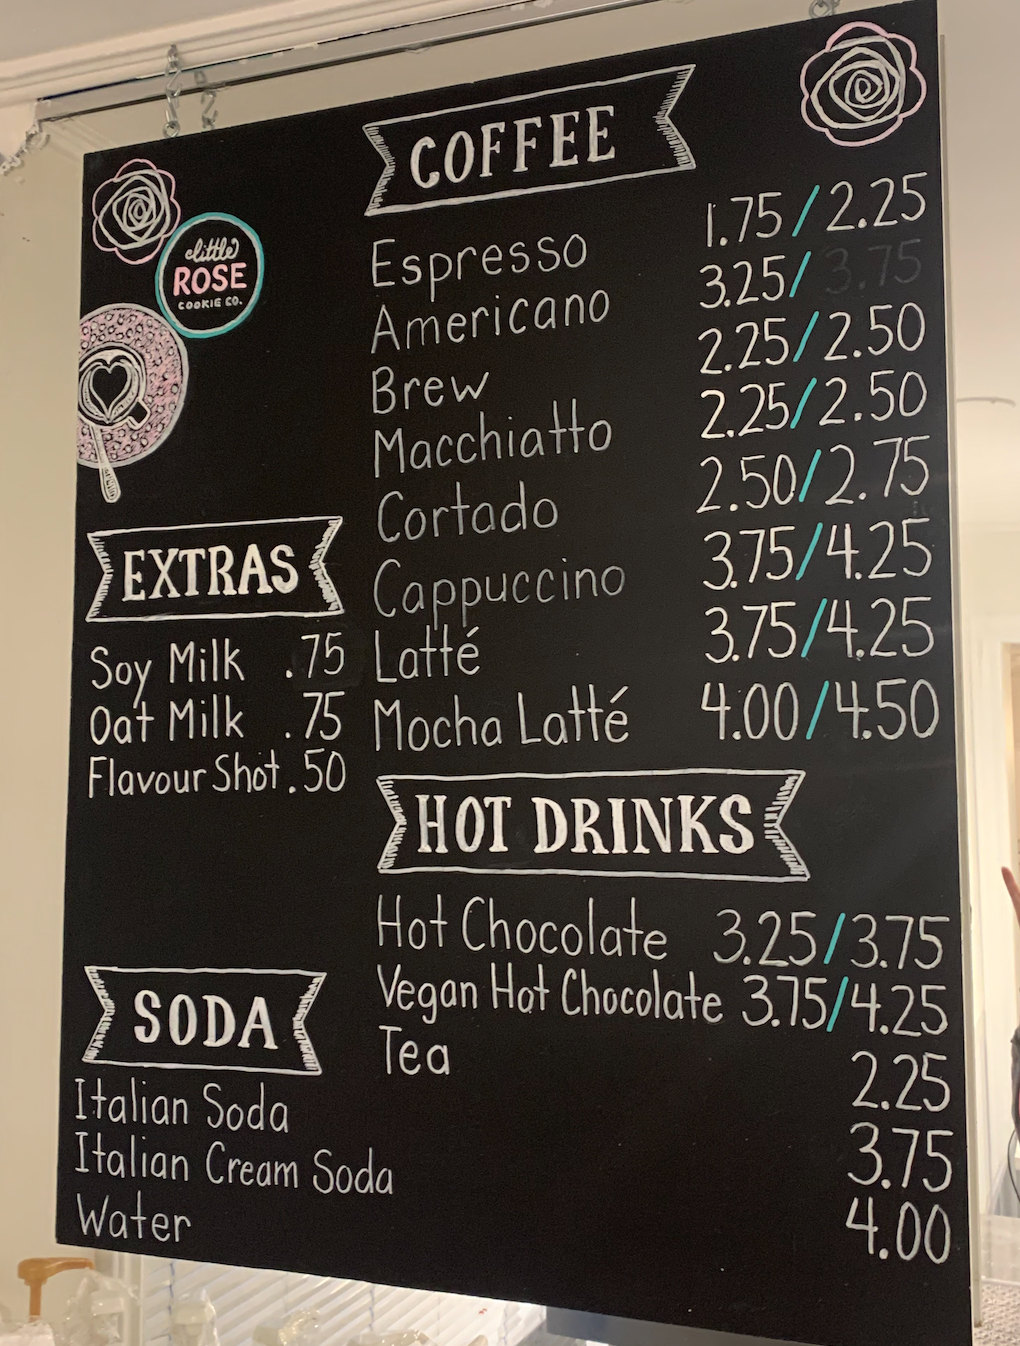 COFFEE
Espresso 1.75/2.25
Americano 3.25/3.75
Brew 2.25/2.50
Macchiatto 2.25/2.50
Cortado 2.50/2.75
Cappuccino 3.75/4.25
Latté 3.75/4.25
Mocha Latté 4.00/4.50
little
ROSE
COOKIE CO.
EXTRAS
Soy Milk .75
Oat Milk .75
Flavour Shot .50
HOT DRINKS
Hot Chocolate 3.25/3.75
Vegan Hot Chocolate 3.75/4.25
Tea 2.25
SODA
Italian Soda 3.75
Italian Cream Soda 4.00
Water